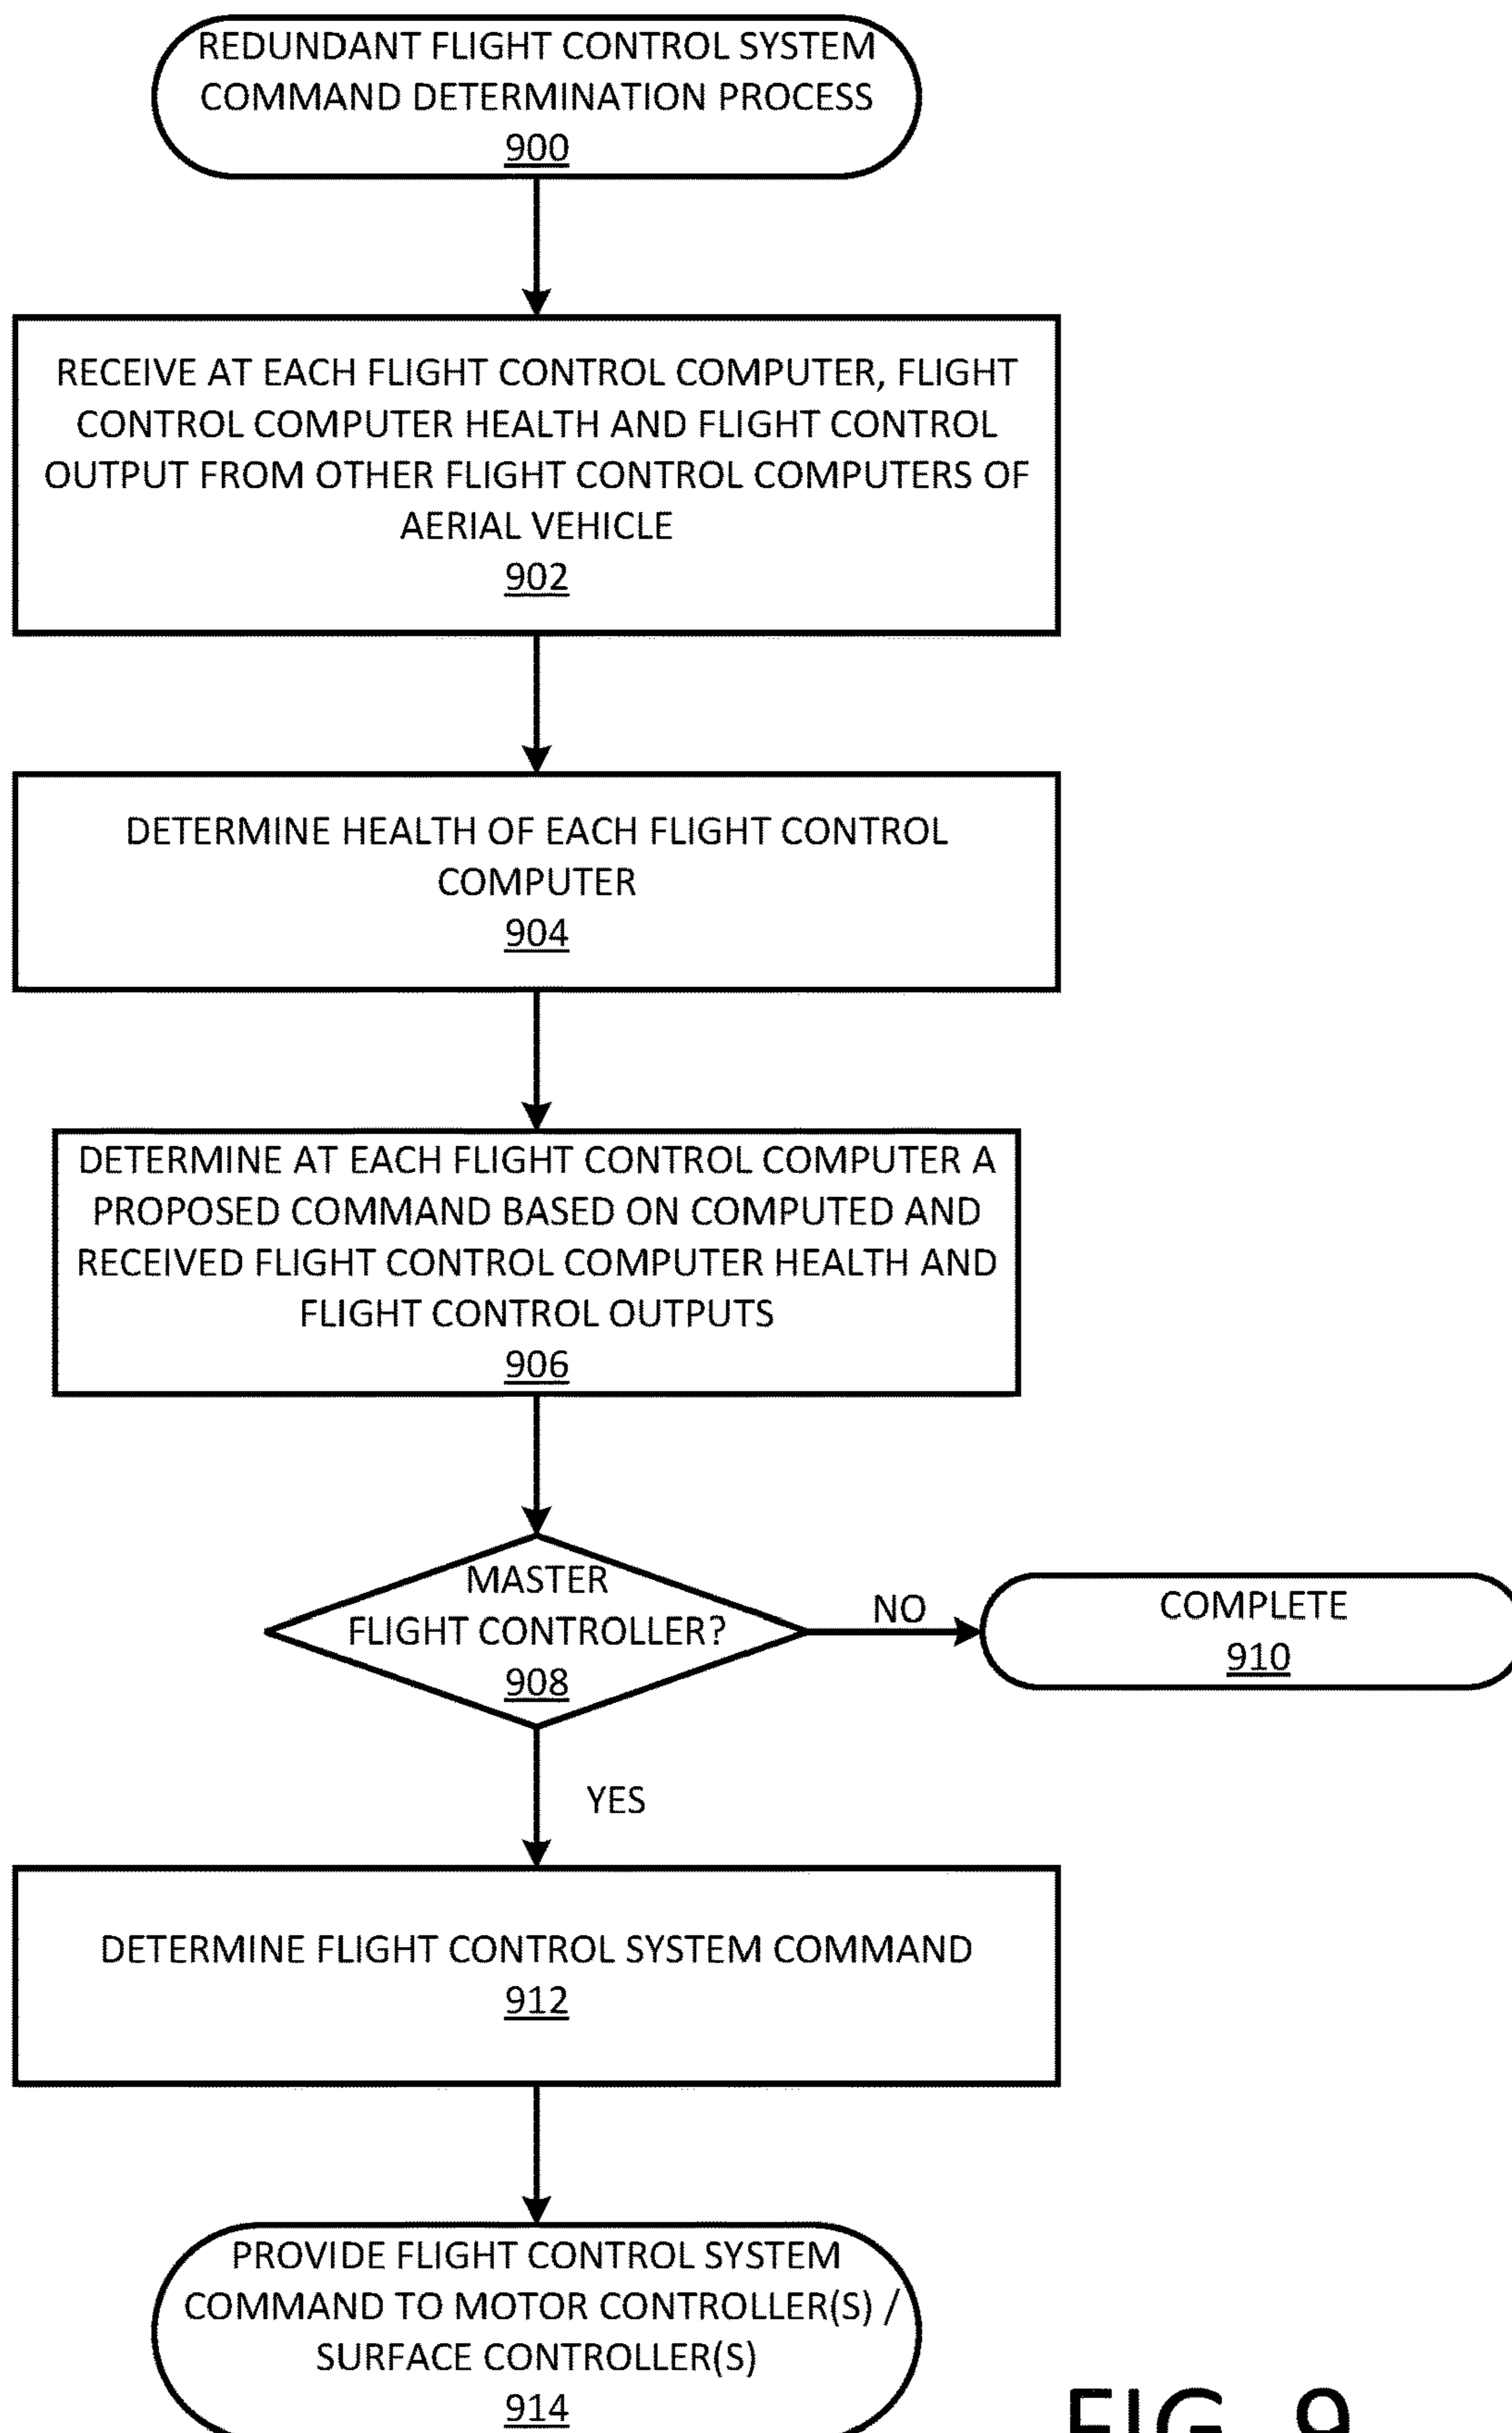 REDUNDANT FLIGHT CONTROL SYSTEM
COMMAND DETERMINATION PROCESS
900
RECEIVE AT EACH FLIGHT CONTROL COMPUTER, FLIGHT
CONTROL COMPUTER HEALTH AND FLIGHT CONTROL
OUTPUT FROM OTHER FLIGHT CONTROL COMPUTERS OF
AERIAL VEHICLE
902
DETERMINE HEALTH OF EACH FLIGHT CONTROL
COMPUTER
904
DETERMINE AT EACH FLIGHT CONTROL COMPUTER A
PROPOSED COMMAND BASED ON COMPUTED AND
RECEIVED FLIGHT CONTROL COMPUTER HEALTH AND
FLIGHT CONTROL OUTPUTS
906
MASTER
FLIGHT CONTROLLER?
908
NO
COMPLETE
910
YES
DETERMINE FLIGHT CONTROL SYSTEM COMMAND
912
PROVIDE FLIGHT CONTROL SYSTEM
COMMAND TO MOTOR CONTROLLER(S) /
SURFACE CONTROLLER(S)
914
FIG. 9